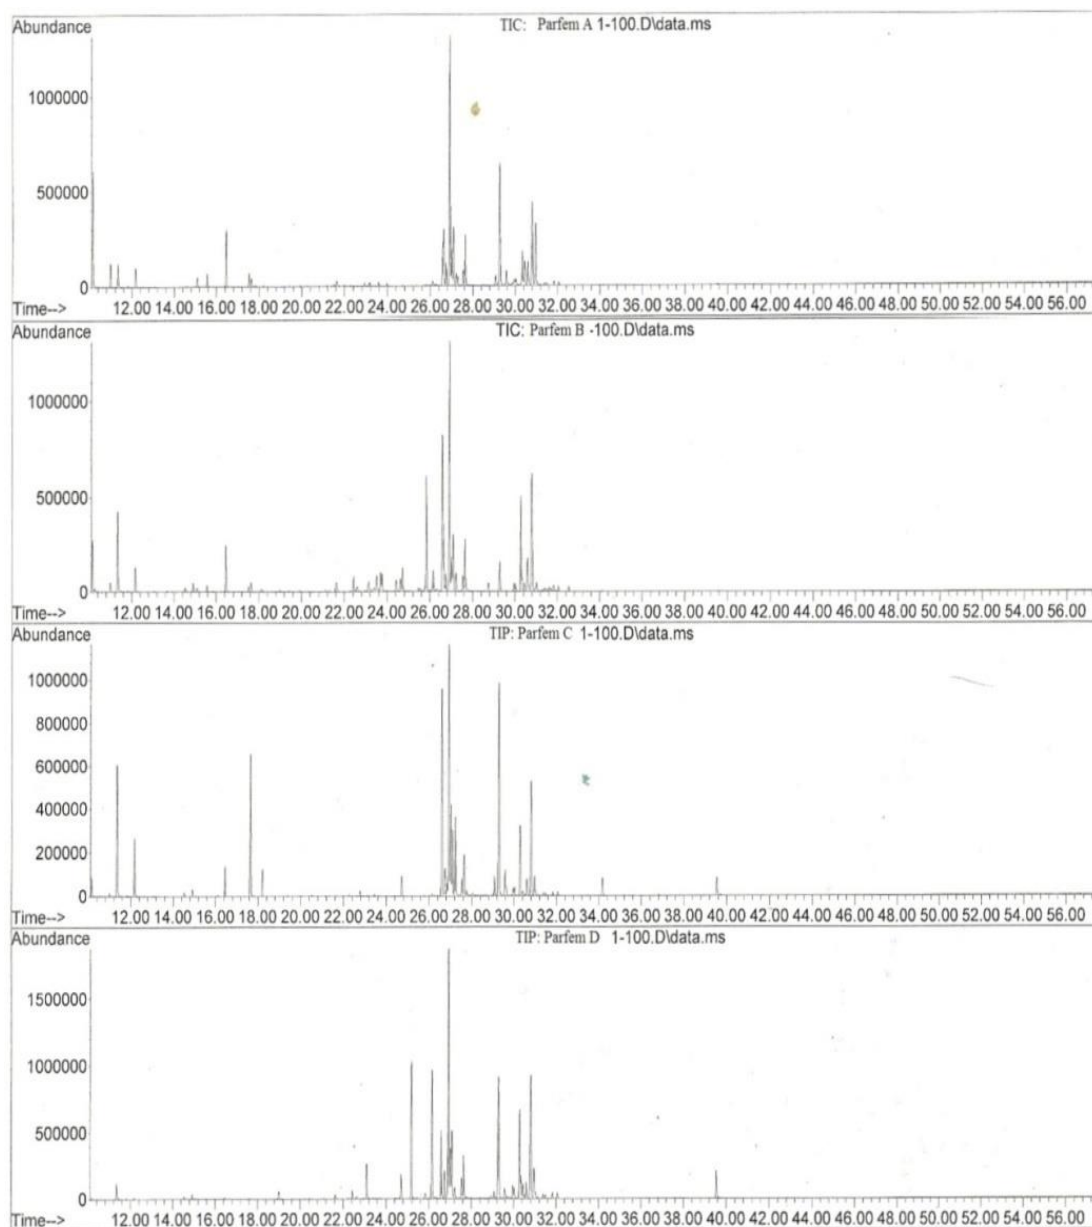 Abundance
TIC: Parfem A 1-100.D\data.ms
1000000
500000
0
Time-->
12.00 14.00 16.00 18.00 20.00 22.00 24.00 26.00 28.00 30.00 32.00 34.00 36.00 38.00 40.00 42.00 44.00 46.00 48.00 50.00 52.00 54.00 56.00
Abundance
TIC: Parfem B -100.D\data.ms
1000000
500000
0
Time-->
12.00 14.00 16.00 18.00 20.00 22.00 24.00 26.00 28.00 30.00 32.00 34.00 36.00 38.00 40.00 42.00 44.00 46.00 48.00 50.00 52.00 54.00 56.00
Abundance
TIP: Parfem C 1-100.D\data.ms
1000000
800000
600000
400000
200000
0
Time-->
12.00 14.00 16.00 18.00 20.00 22.00 24.00 26.00 28.00 30.00 32.00 34.00 36.00 38.00 40.00 42.00 44.00 46.00 48.00 50.00 52.00 54.00 56.00
Abundance
TIP: Parfem D 1-100.D\data.ms
1500000
1000000
500000
0
Time-->
12.00 14.00 16.00 18.00 20.00 22.00 24.00 26.00 28.00 30.00 32.00 34.00 36.00 38.00 40.00 42.00 44.00 46.00 48.00 50.00 52.00 54.00 56.00